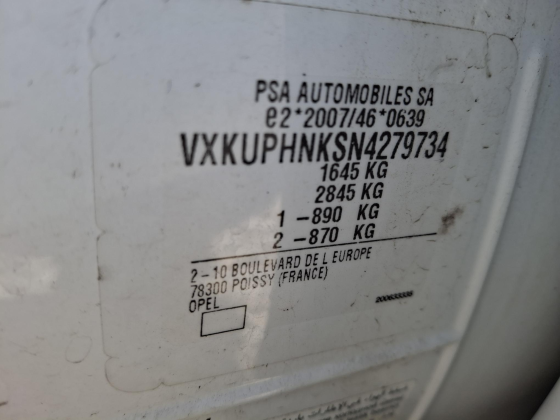 PSA AUTOMOBILES SA
e2*2007/46*0639
VXKUPHNKSN4279734
1645 KG
2845 KG
1 -890 KG
2 -870 KG
2-10 BOULEVARD DE L EUROPE
78300 POISSY (FRANCE)
OPEL